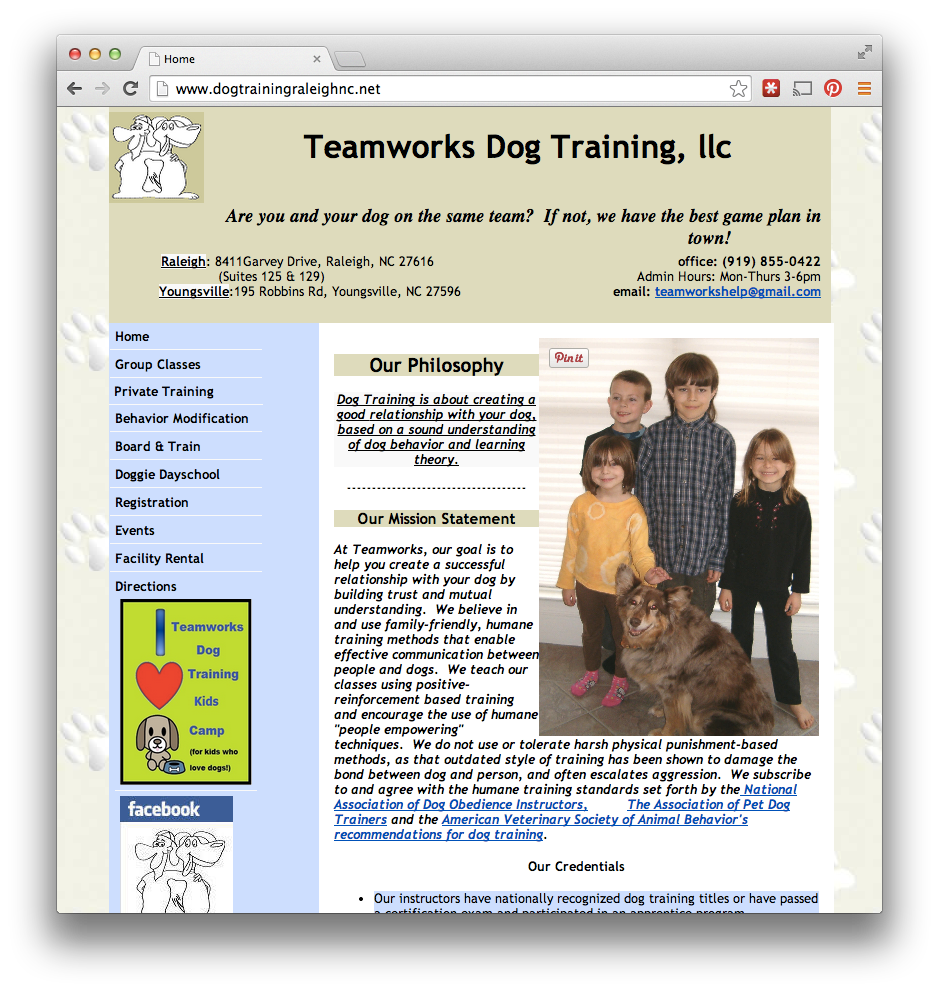 Home
www.dogtrainingraleighnc.net
Teamworks Dog Training, llc
Are you and your dog on the same team?  If not, we have the best game plan in
town!
Raleigh: 8411Garvey Drive, Raleigh, NC 27616
(Suites 125 & 129)
Youngsville:195 Robbins Rd, Youngsville, NC 27596
office: (919) 855-0422
Admin Hours: Mon-Thurs 3-6pm
email: teamworkshelp@gmail.com
Home
Group Classes
Private Training
Behavior Modification
Board & Train
Doggie Dayschool
Registration
Events
Facility Rental
Directions
I Teamworks
Dog
Training
Kids
Camp
(for kids who
love dogs!)
facebook
Our Philosophy
Dog Training is about creating a
good relationship with your dog,
based on a sound understanding
of dog behavior and learning
theory.
------------------------------------
Our Mission Statement
At Teamworks, our goal is to
help you create a successful
relationship with your dog by
building trust and mutual
understanding.  We believe in
and use family-friendly, humane
training methods that enable
effective communication between
people and dogs.  We teach our
classes using positive-
reinforcement based training
and encourage the use of humane
"people empowering"
techniques.  We do not use or tolerate harsh physical punishment-based
methods, as that outdated style of training has been shown to damage the
bond between dog and person, and often escalates aggression.  We subscribe
to and agree with the humane training standards set forth by the National
Association of Dog Obedience Instructors, The Association of Pet Dog
Trainers and the American Veterinary Society of Animal Behavior's
recommendations for dog training.
Pin it
Our Credentials
• Our instructors have nationally recognized dog training titles or have passed
a certification exam and participated in an apprentice program